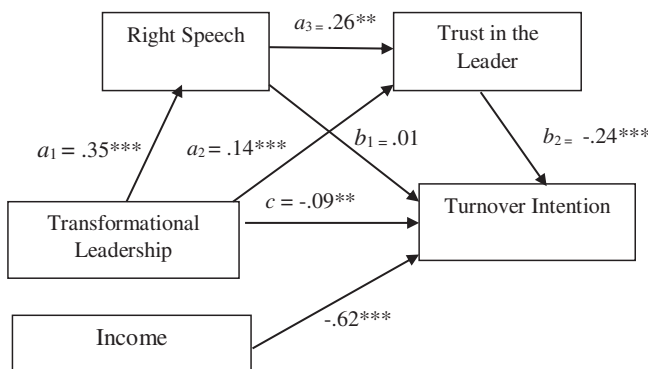 Right Speech
a₃ = .26**
Trust in the
Leader
a₁ = .35***
a₂ = .14***
b₁ = .01
b₂ = -.24***
Transformational
Leadership
c = -.09**
Turnover Intention
Income
-.62***